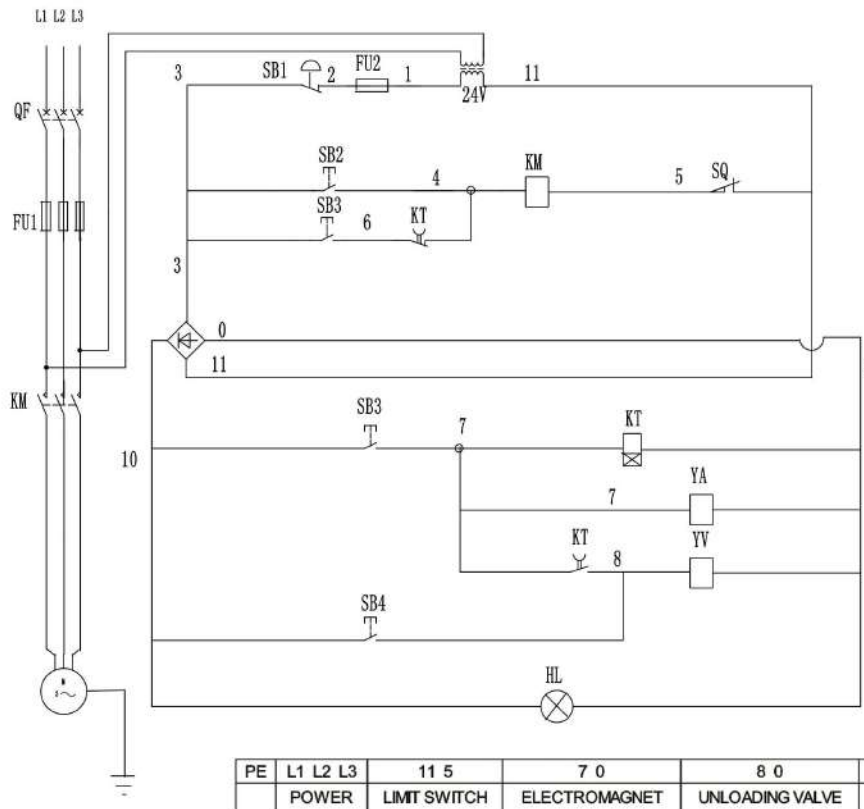 L1 L2 L3
3 SB1 2 FU2 1 24V 11
QF
SB2 4 KM 5 SQ
FU1
SB3 6 KT
3
0
11
KM
SB3 7 KT
10
7 YA
KT 8 YV
SB4
HL
PE L1 L2 L3 11 5 7 0 8 0
POWER LIMIT SWITCH ELECTROMAGNET UNLOADING VALVE